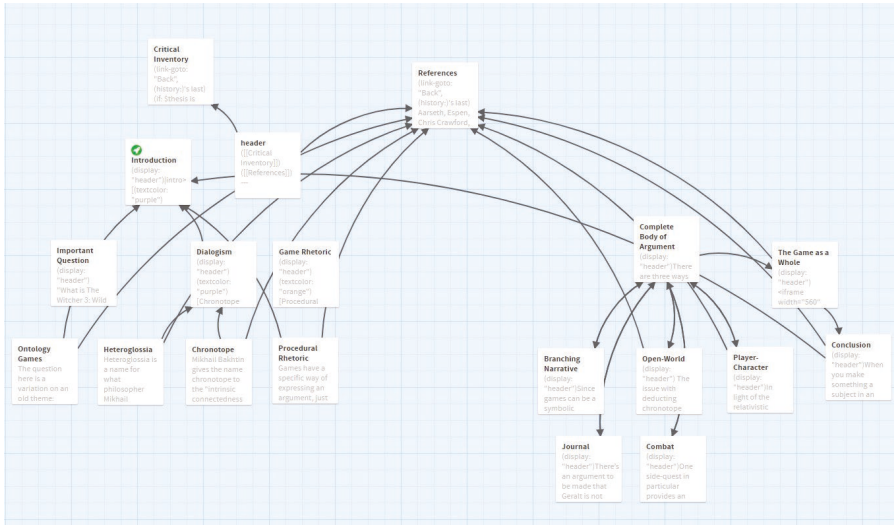 Critical
Inventory
(link-goto:
"Back",
(history:)'s last)
(if: $thesis is
References
(link-goto:
"Back",
(history:)'s last)
Aarseth, Espen,
Chris Crawford,
header
{[[Critical
Inventory]]}
{[[References]]}
---
Introduction
(display:
"header")|intro>
[(textcolor:
"purple")
Important
Question
(display:
"header")
"What is The
Witcher 3: Wild
Dialogism
(display:
"header")
(textcolor:
"purple")
[Chronotope
Game Rhetoric
(display:
"header")
(textcolor:
"orange")
[Procedural
Complete
Body of
Argument
(display:
"header")There
are three ways
The Game as a
Whole
(display:
"header")
<iframe
width="560"
Ontology
Games
The question
here is a
variation on an
old theme:
Heteroglossia
Heteroglossia is
a name for
what
philosopher
Mikhail
Chronotope
Mikhail Bakhtin
gives the name
chronotope to
the "intrinsic
connectedness
Procedural
Rhetoric
Games have a
specific way of
expressing an
argument, just
Branching
Narrative
(display:
"header")Since
games can be a
symbolic
Open-World
(display:
"header") The
issue with
deducting
chronotope
Player-
Character
(display:
"header")In
light of the
relativistic
Conclusion
(display:
"header")When
you make
something a
subject in an
Journal
(display:
"header")There's
an argument to
be made that
Geralt is not
Combat
(display:
"header")One
side-quest in
particular
provides an